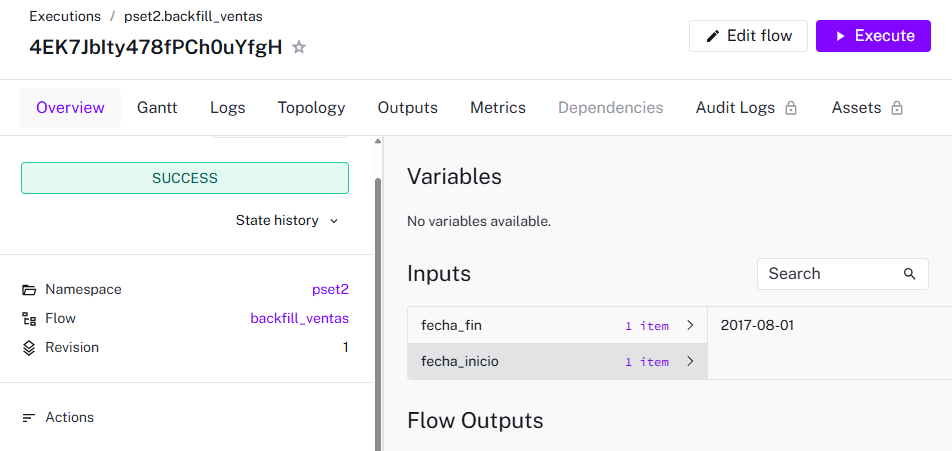 Executions / pset2.backfill_ventas
4EK7JbIty478fPCh0uYfgH
Edit flow
Execute
Overview Gantt Logs Topology Outputs Metrics Dependencies Audit Logs Assets
SUCCESS
State history
Namespace pset2
Flow backfill_ventas
Revision 1
Actions
Variables
No variables available.
Inputs
Search
fecha_fin 1 item
2017-08-01
fecha_inicio 1 item
Flow Outputs